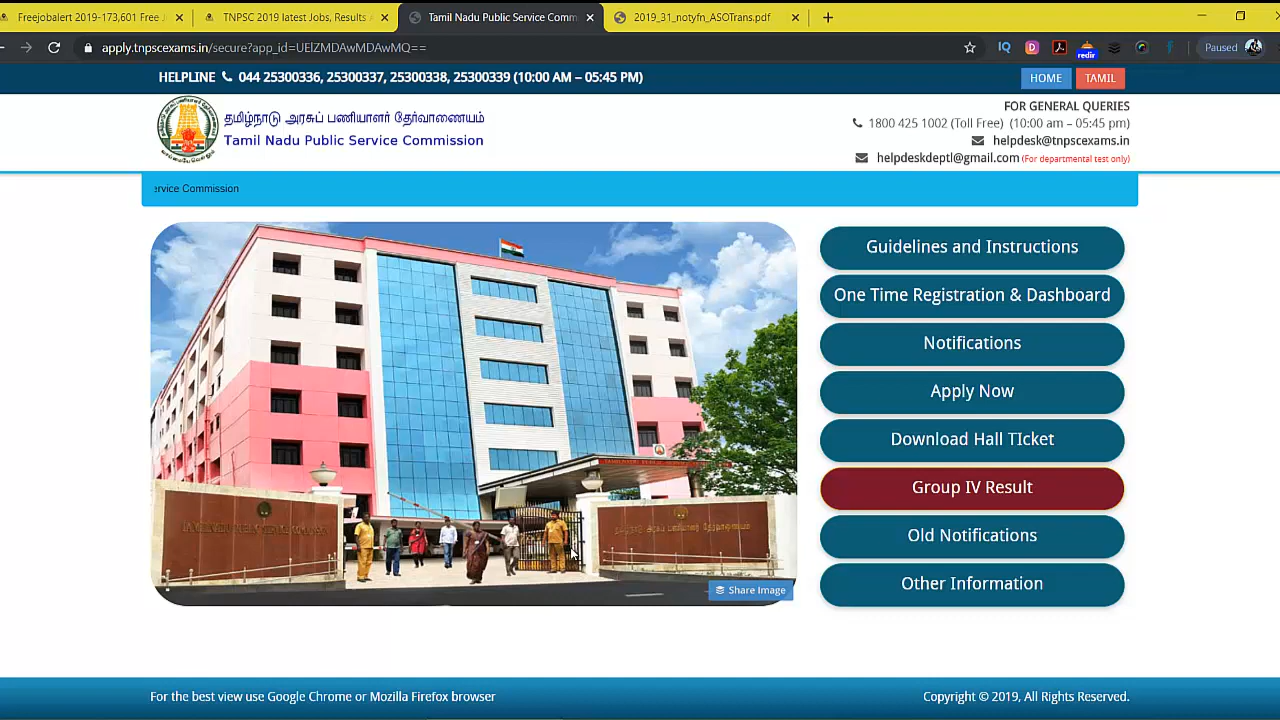 Freejobalert 2019-173,601 Free J
TNPSC 2019 latest Jobs, Results A
Tamil Nadu Public Service Comm
2019_31_notyfn_ASOTrans.pdf
apply.tnpscexams.in/secure?app_id=UElZMDAwMDAwMQ==
IQ
redir
Paused
HELPLINE 044 25300336, 25300337, 25300338, 25300339 (10:00 AM – 05:45 PM)
HOME
TAMIL
தமிழ்நாடு அரசுப் பணியாளர் தேர்வாணையம்
Tamil Nadu Public Service Commission
FOR GENERAL QUERIES
1800 425 1002 (Toll Free) (10:00 am – 05:45 pm)
helpdesk@tnpscexams.in
helpdeskdeptl@gmail.com (For departmental test only)
ervice Commission
Guidelines and Instructions
One Time Registration & Dashboard
Notifications
Apply Now
Download Hall TIcket
Group IV Result
Old Notifications
Other Information
Share Image
For the best view use Google Chrome or Mozilla Firefox browser
Copyright © 2019, All Rights Reserved.